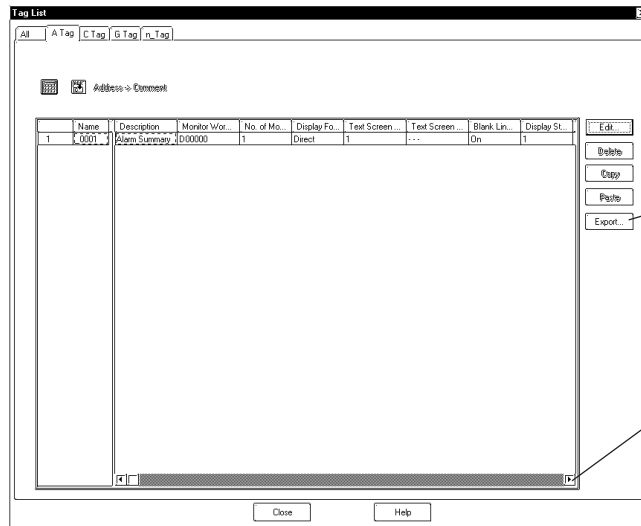 Tag List
All A Tag C Tag G Tag n_Tag
Address -> Comment
Name Description Monitor Wor... No. of Mo... Display Fo... Text Screen ... Text Screen ... Blank Lin... Display St...
1 _0001 Alarm Summary D00000 1 Direct 1 --- On 1
Edit...
Delete
Copy
Paste
Export...
Close Help